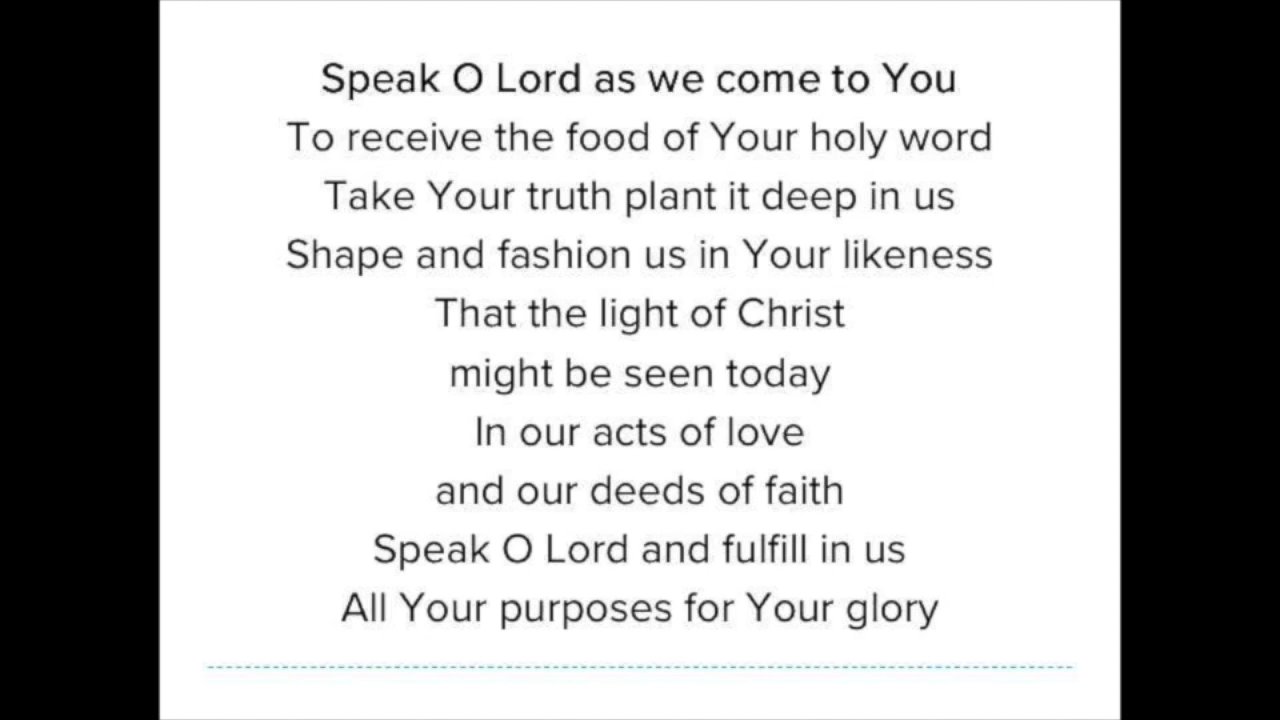 Speak O Lord as we come to You
To receive the food of Your holy word
Take Your truth plant it deep in us
Shape and fashion us in Your likeness
That the light of Christ
might be seen today
In our acts of love
and our deeds of faith
Speak O Lord and fulfill in us
All Your purposes for Your glory